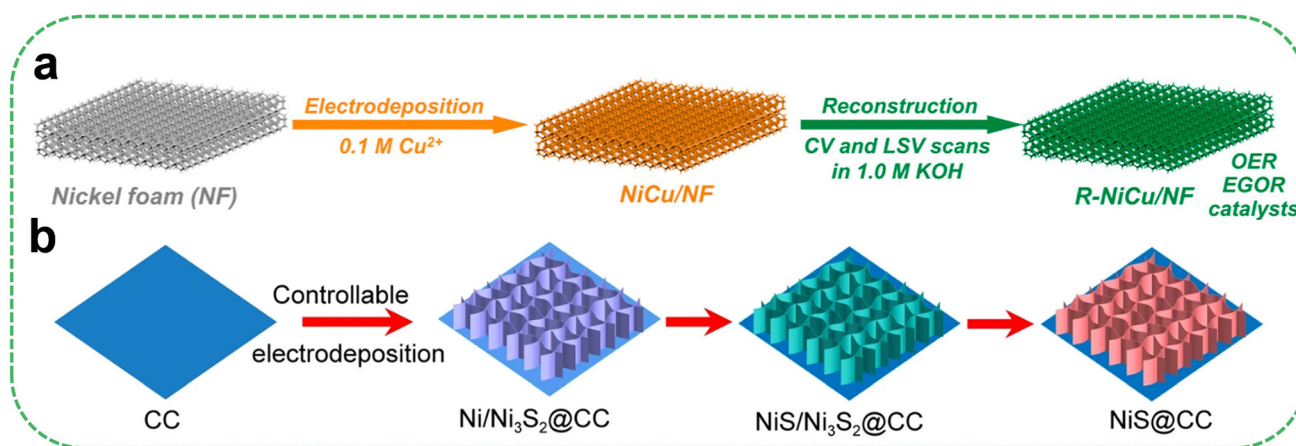 a
Electrodeposition
0.1 M Cu²⁺
Reconstruction
CV and LSV scans
in 1.0 M KOH
Nickel foam (NF)
NiCu/NF
R-NiCu/NF
OER
EGOR
catalysts
b
Controllable
electrodeposition
CC
Ni/Ni₃S₂@CC
NiS/Ni₃S₂@CC
NiS@CC